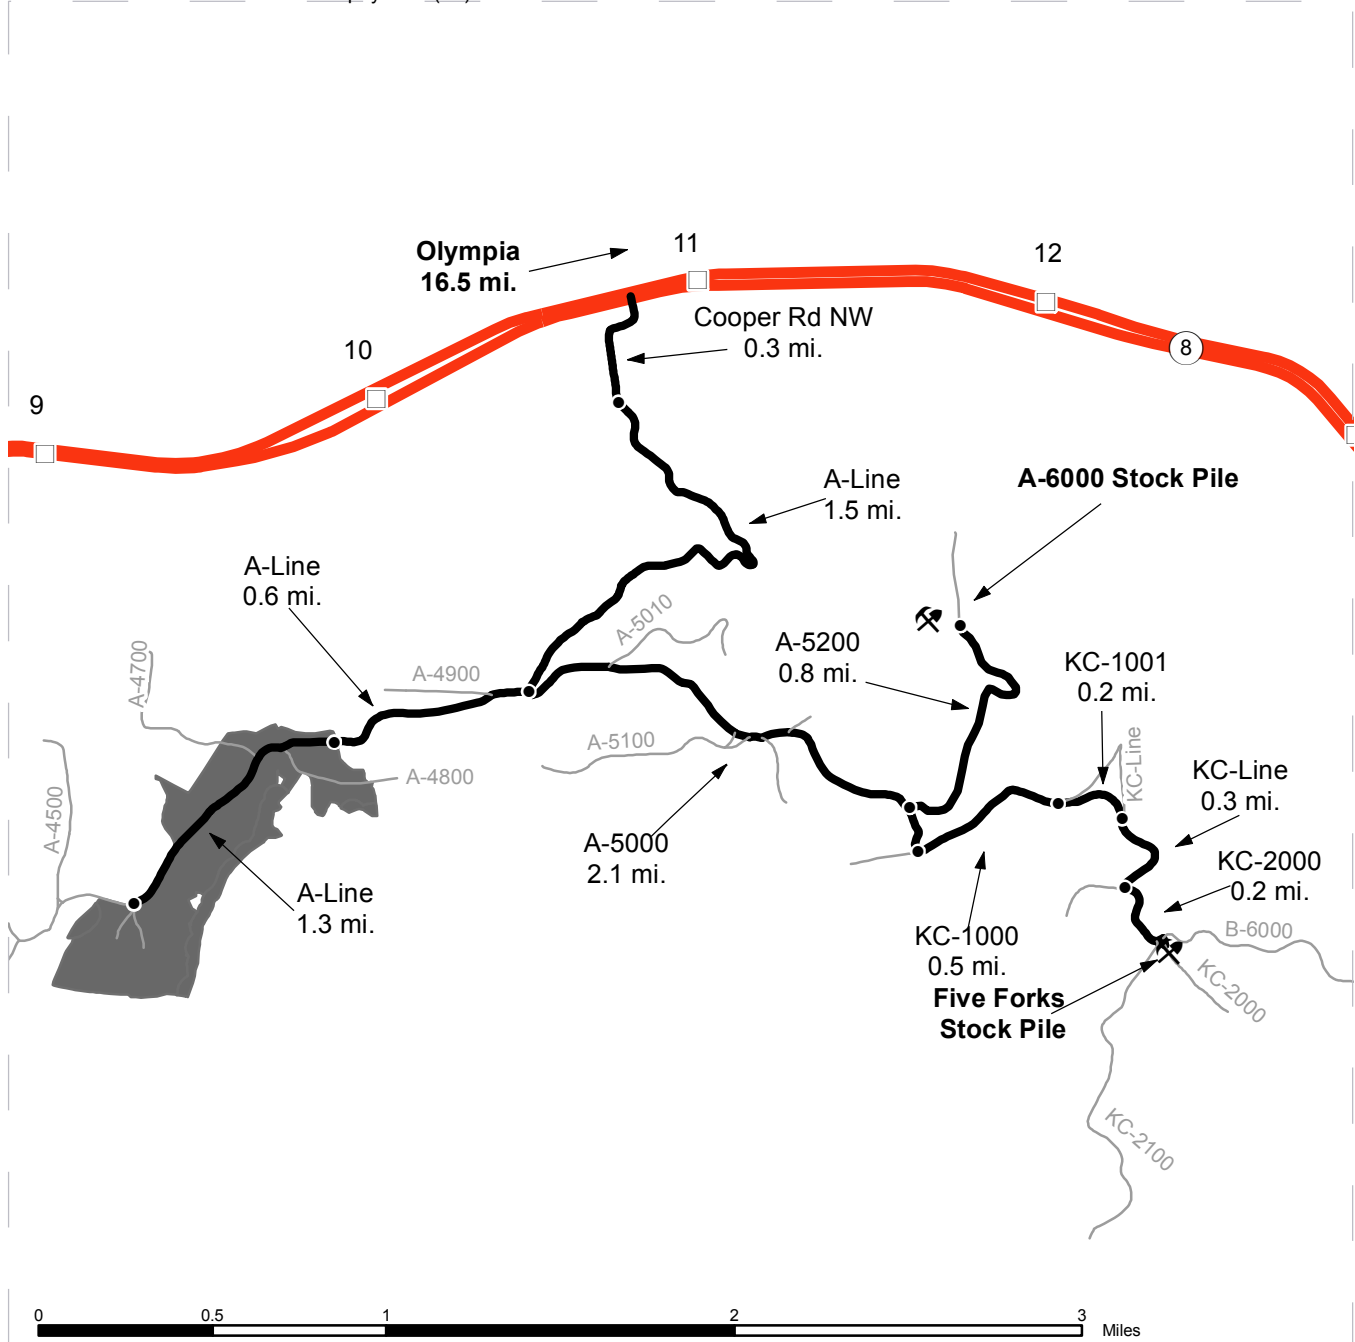 Olympia
16.5 mi.
11
12
Cooper Rd NW
0.3 mi.
8
10
9
A-Line
1.5 mi.
A-6000 Stock Pile
A-Line
0.6 mi.
A-5010
A-5200
0.8 mi.
KC-1001
0.2 mi.
A-4700
A-4900
A-5100
KC-Line
KC-Line
0.3 mi.
A-4800
A-4500
A-5000
2.1 mi.
KC-2000
0.2 mi.
A-Line
1.3 mi.
KC-1000
0.5 mi.
B-6000
KC-2000
Five Forks
Stock Pile
KC-2100
0 0.5 1 2 3 Miles